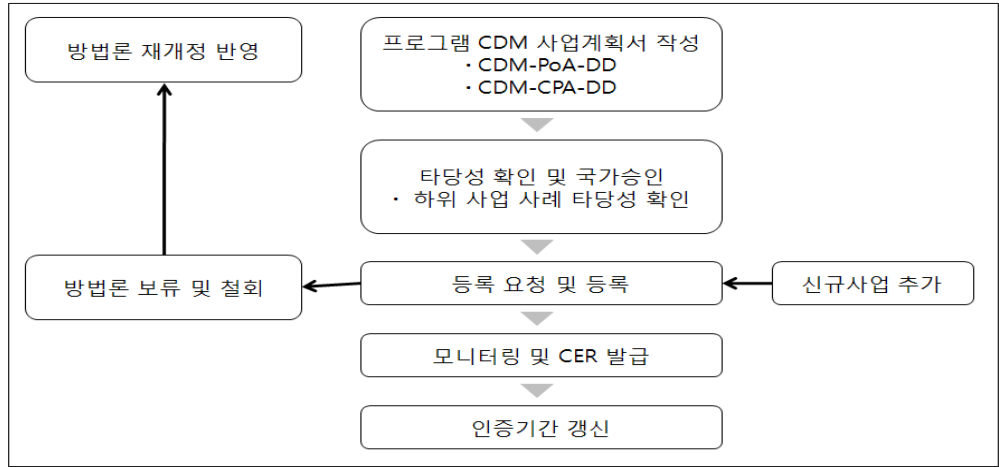 방법론 재개정 반영
프로그램 CDM 사업계획서 작성
· CDM-PoA-DD
· CDM-CPA-DD
타당성 확인 및 국가승인
· 하위 사업 사례 타당성 확인
방법론 보류 및 철회
등록 요청 및 등록
신규사업 추가
모니터링 및 CER 발급
인증기간 갱신